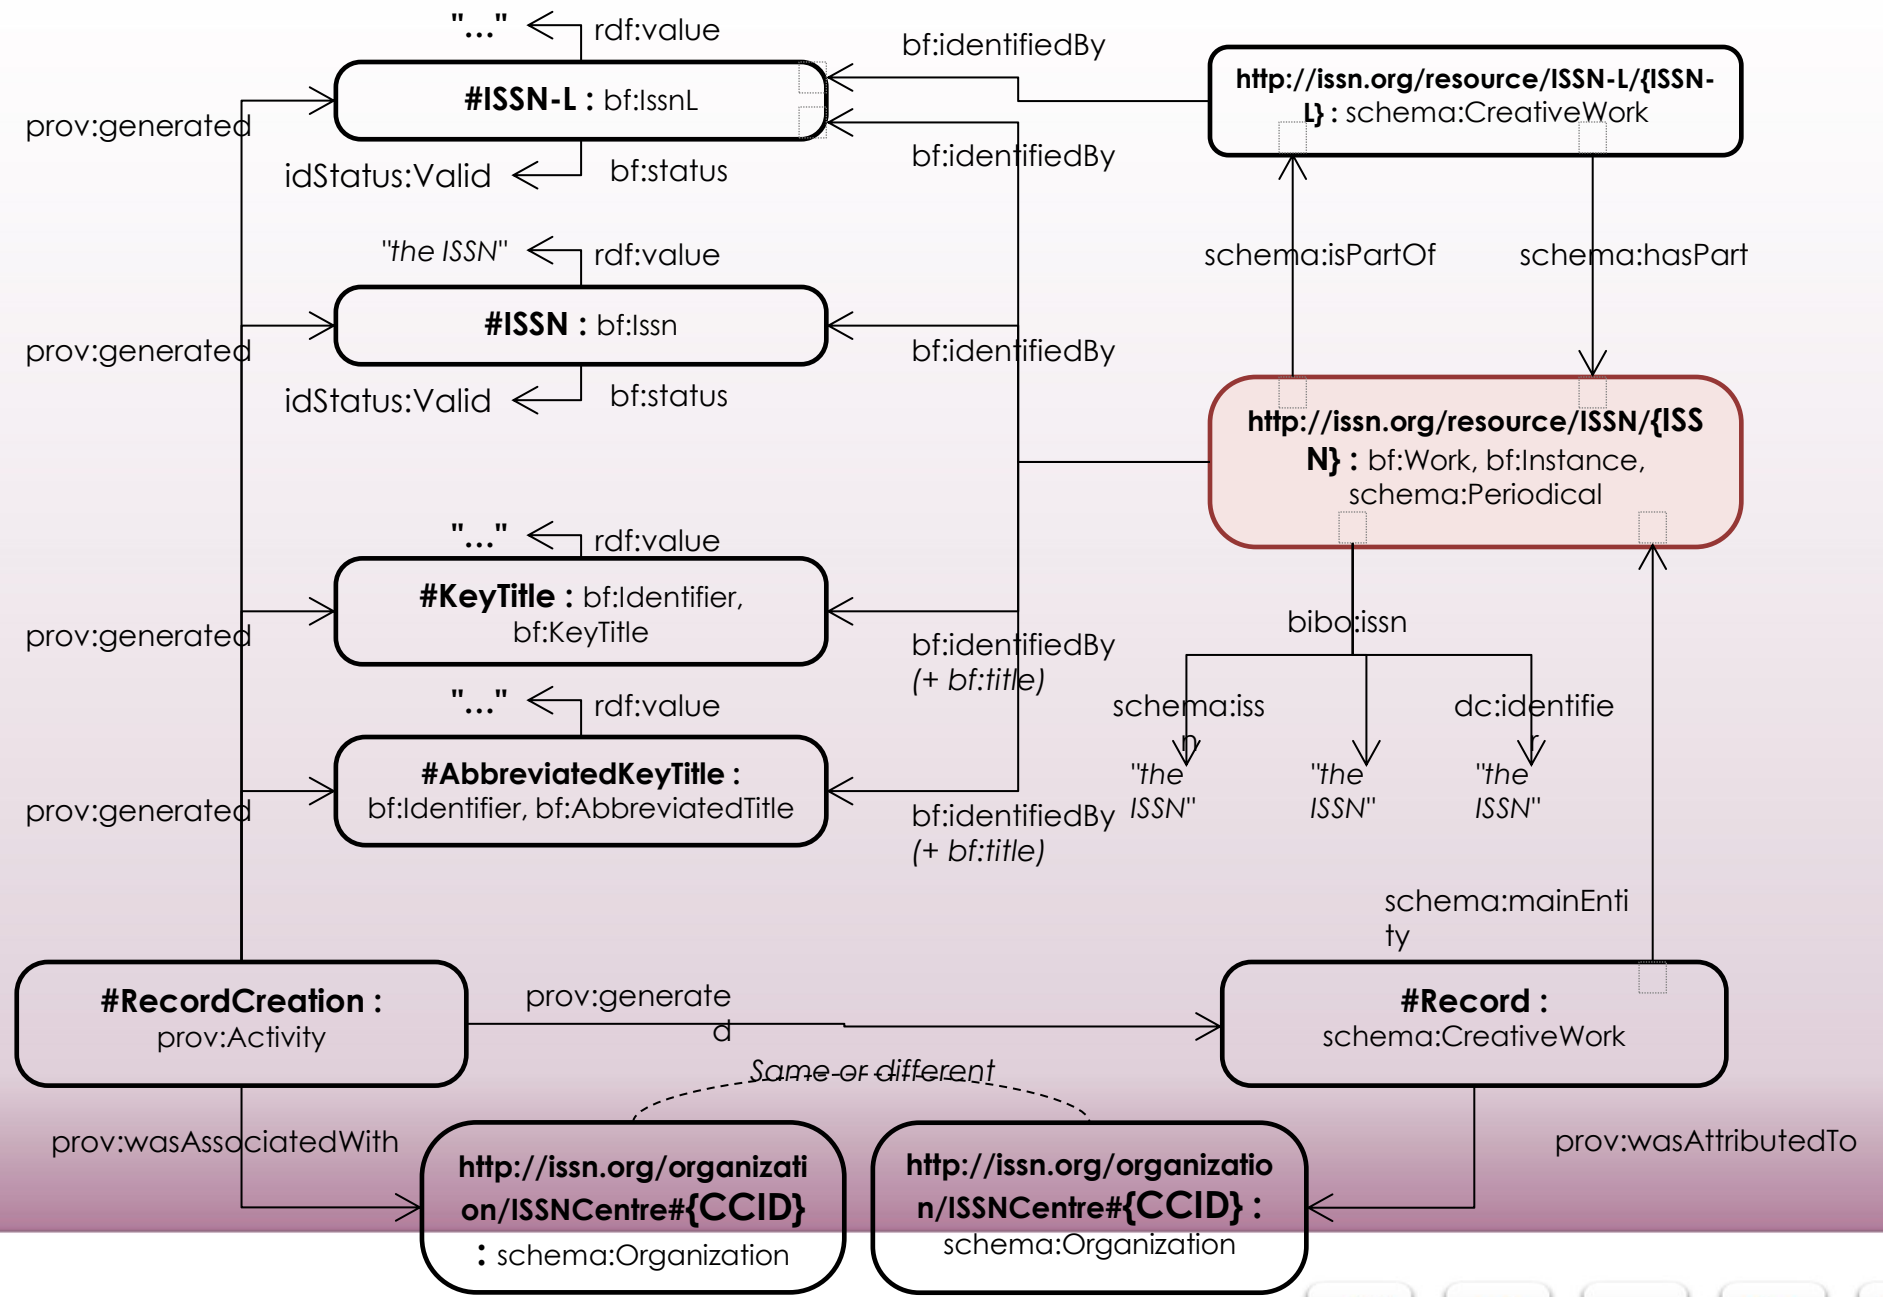 "..."
rdf:value
bf:identifiedBy
#ISSN-L : bf:IssnL
http://issn.org/resource/ISSN-L/{ISSN-
L} : schema:CreativeWork
prov:generated
bf:identifiedBy
idStatus:Valid
bf:status
"the ISSN"
rdf:value
schema:isPartOf
schema:hasPart
#ISSN : bf:Issn
prov:generated
bf:identifiedBy
idStatus:Valid
bf:status
http://issn.org/resource/ISSN/{ISS
N} : bf:Work, bf:Instance,
schema:Periodical
"..."
rdf:value
#KeyTitle : bf:Identifier,
bf:KeyTitle
prov:generated
bf:identifiedBy
(+ bf:title)
bibo:issn
"..."
rdf:value
schema:iss
n
dc:identifie
r
#AbbreviatedKeyTitle :
bf:Identifier, bf:AbbreviatedTitle
prov:generated
bf:identifiedBy
(+ bf:title)
"the
ISSN"
"the
ISSN"
"the
ISSN"
schema:mainEnti
ty
#RecordCreation :
prov:Activity
prov:generate
d
#Record :
schema:CreativeWork
Same or different
prov:wasAssociatedWith
prov:wasAttributedTo
http://issn.org/organizati
on/ISSNCentre#{CCID}
: schema:Organization
http://issn.org/organizatio
n/ISSNCentre#{CCID} :
schema:Organization